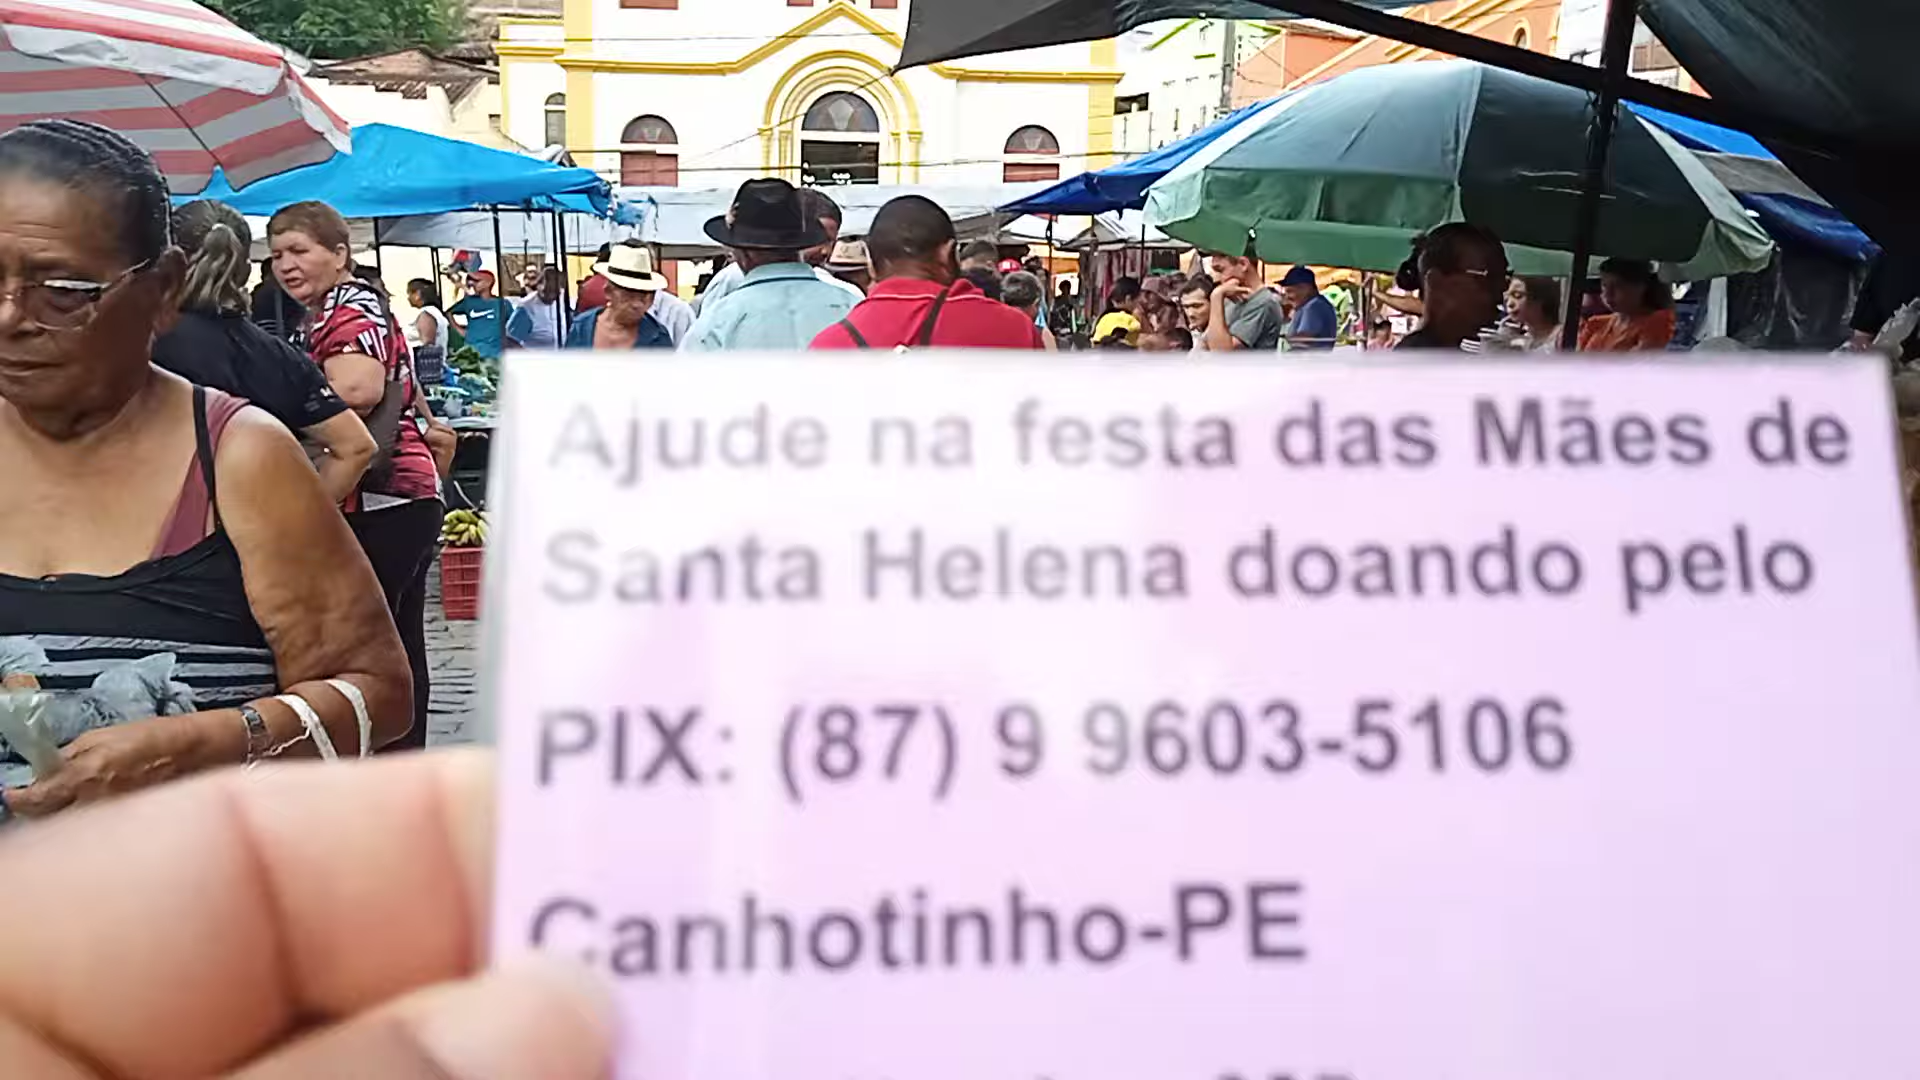 Ajude na festa das Mães de
Santa Helena doando pelo
PIX: (87) 9 9603-5106
Canhotinho-PE